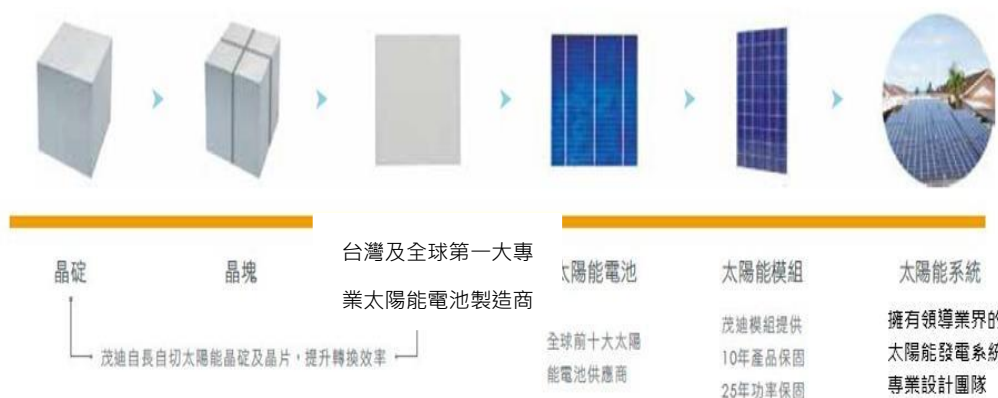 晶碇
晶塊
台灣及全球第一大專
業太陽能電池製造商
太陽能電池
太陽能模組
太陽能系統
茂迪自長自切太陽能晶碇及晶片，提升轉換效率
全球前十大太陽
能電池供應商
茂迪模組提供
10年產品保固
25年功率保固
擁有領導業界的
太陽能發電系統
專業設計團隊